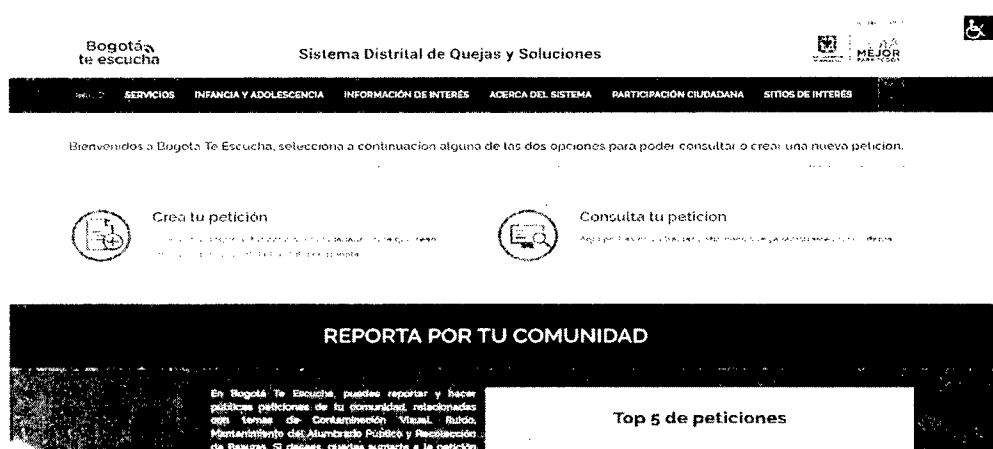 Bogotá
te escucha
Sistema Distrital de Quejas y Soluciones
MEJOR
PARA TODOS
SERVICIOS INFANCIA Y ADOLESCENCIA INFORMACIÓN DE INTERÉS ACERCA DEL SISTEMA PARTICIPACIÓN CIUDADANA SITIOS DE INTERÉS
Bienvenidos a Bogota Te Escucha, selecciona a continuacion alguna de las dos opciones para poder consultar o crear una nueva peticion.
Crea tu petición
Consulta tu peticion
REPORTA POR TU COMUNIDAD
En Bogotá Te Escucha, puedes reportar y hacer
públicas peticiones de tu comunidad, relacionadas
con temas de Contaminación Visual, Ruido,
Mantenimiento del Alumbrado Público y Recolección
de Basuras. Si deseas, puedes sumarte a la petición
Top 5 de peticiones